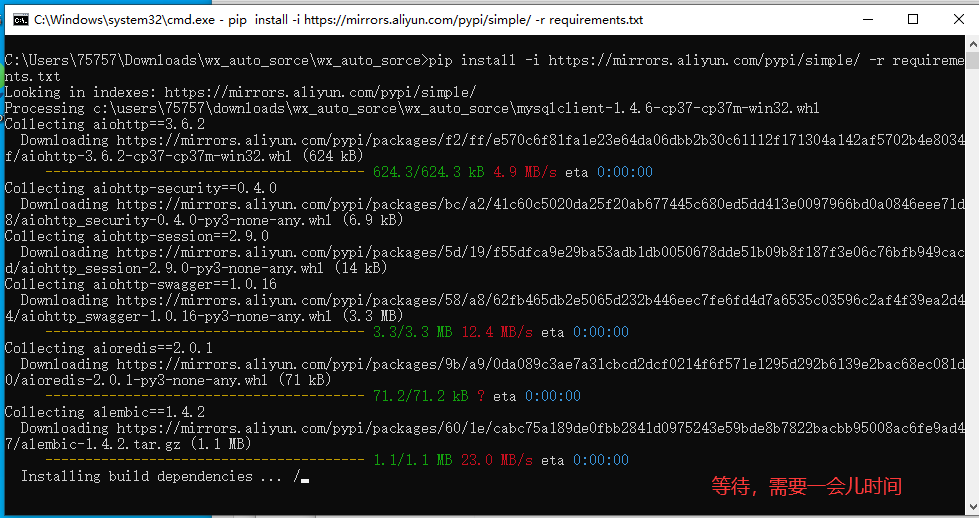 C:\Windows\system32\cmd.exe - pip  install -i https://mirrors.aliyun.com/pypi/simple/ -r requirements.txt
C:\Users\75757\Downloads\wx_auto_sorce\wx_auto_sorce>pip install -i https://mirrors.aliyun.com/pypi/simple/ -r requireme
nts.txt
Looking in indexes: https://mirrors.aliyun.com/pypi/simple/
Processing c:\users\75757\downloads\wx_auto_sorce\wx_auto_sorce\mysqlclient-1.4.6-cp37-cp37m-win32.whl
Collecting aiohttp==3.6.2
  Downloading https://mirrors.aliyun.com/pypi/packages/f2/ff/e570c6f81fa1e23e64da06dbb2b30c61112f171304a142af5702b4e8034
f/aiohttp-3.6.2-cp37-cp37m-win32.whl (624 kB)
     ---------------------------------------- 624.3/624.3 kB 4.9 MB/s eta 0:00:00
Collecting aiohttp-security==0.4.0
  Downloading https://mirrors.aliyun.com/pypi/packages/bc/a2/41c60c5020da25f20ab677445c680ed5dd413e0097966bd0a0846eee71d
8/aiohttp_security-0.4.0-py3-none-any.whl (6.9 kB)
Collecting aiohttp-session==2.9.0
  Downloading https://mirrors.aliyun.com/pypi/packages/5d/19/f55dfca9e29ba53adb1db0050678dde51b09b8f187f3e06c76bfb949cac
d/aiohttp_session-2.9.0-py3-none-any.whl (14 kB)
Collecting aiohttp-swagger==1.0.16
  Downloading https://mirrors.aliyun.com/pypi/packages/58/a8/62fb465db2e5065d232b446eec7fe6fd4d7a6535c03596c2af4f39ea2d4
4/aiohttp_swagger-1.0.16-py3-none-any.whl (3.3 MB)
     ---------------------------------------- 3.3/3.3 MB 12.4 MB/s eta 0:00:00
Collecting aioredis==2.0.1
  Downloading https://mirrors.aliyun.com/pypi/packages/9b/a9/0da089c3ae7a31cbcd2dcf0214f6f571e1295d292b6139e2bac68ec081d
0/aioredis-2.0.1-py3-none-any.whl (71 kB)
     ---------------------------------------- 71.2/71.2 kB ? eta 0:00:00
Collecting alembic==1.4.2
  Downloading https://mirrors.aliyun.com/pypi/packages/60/1e/cabc75a189de0fbb2841d0975243e59bde8b7822bacbb95008ac6fe9ad4
7/alembic-1.4.2.tar.gz (1.1 MB)
     ---------------------------------------- 1.1/1.1 MB 23.0 MB/s eta 0:00:00
  Installing build dependencies ... /
等待，需要一会儿时间